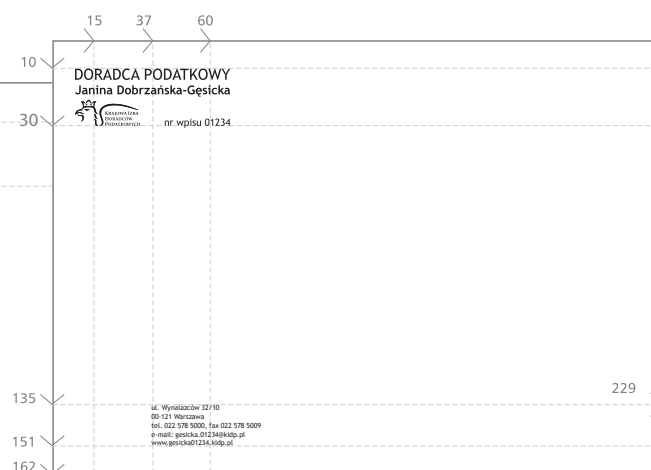 15 37 60
10
DORADCA PODATKOWY
Janina Dobrzańska-Gęsicka
KRAJOWA IZBA
DORADCÓW
PODATKOWYCH
nr wpisu 01234
30
229
135
ul. Wynalazców 32/10
00-121 Warszawa
tel. 022 578 5000, fax 022 578 5009
e-mail: gesicka.01234@kidp.pl
www.gesicka01234.kidp.pl
151
162